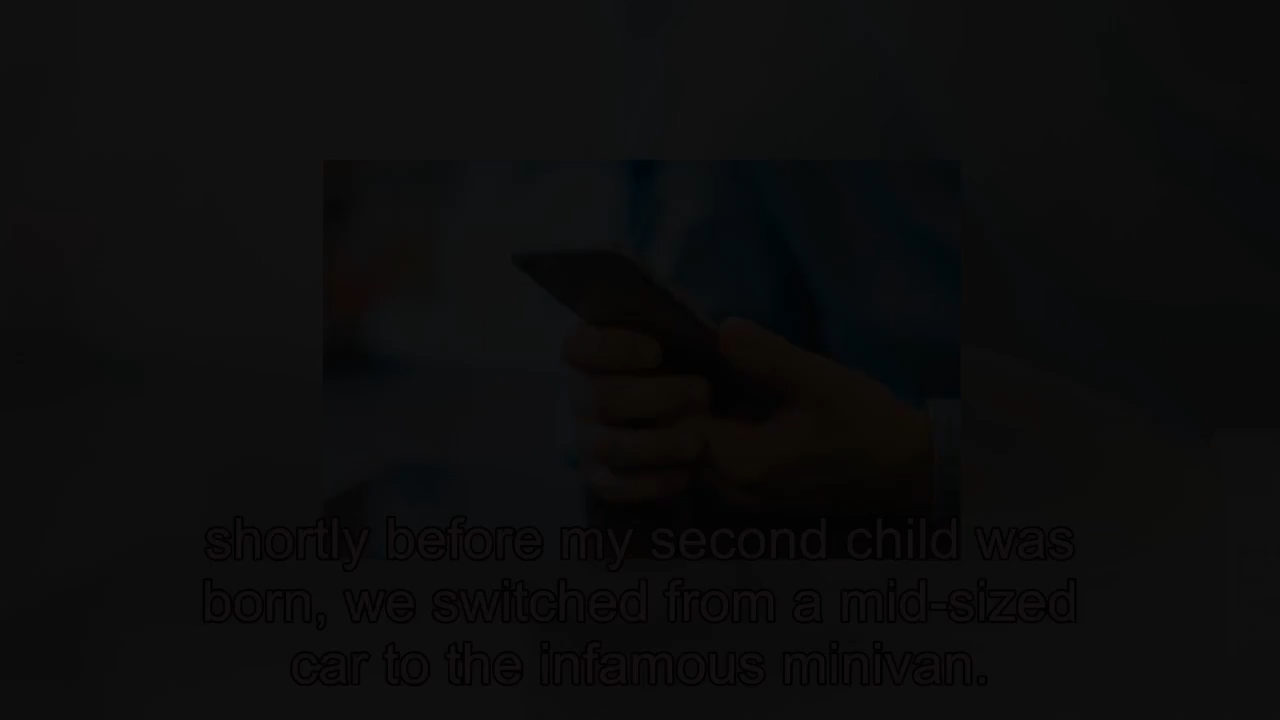 shortly before my second child was
born, we switched from a mid-sized
car to the infamous minivan.